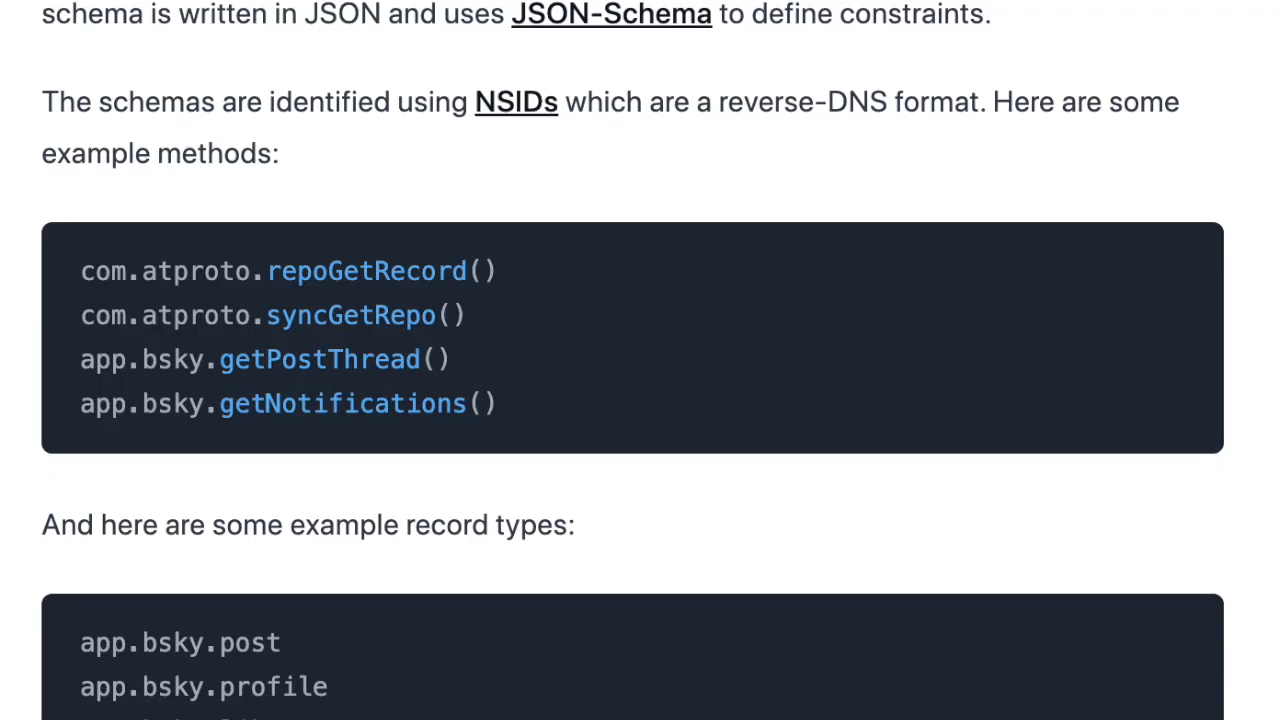 schema is written in JSON and uses JSON-Schema to define constraints.
The schemas are identified using NSIDs which are a reverse-DNS format. Here are some
example methods:
com.atproto.repoGetRecord()
com.atproto.syncGetRepo()
app.bsky.getPostThread()
app.bsky.getNotifications()
And here are some example record types:
app.bsky.post
app.bsky.profile